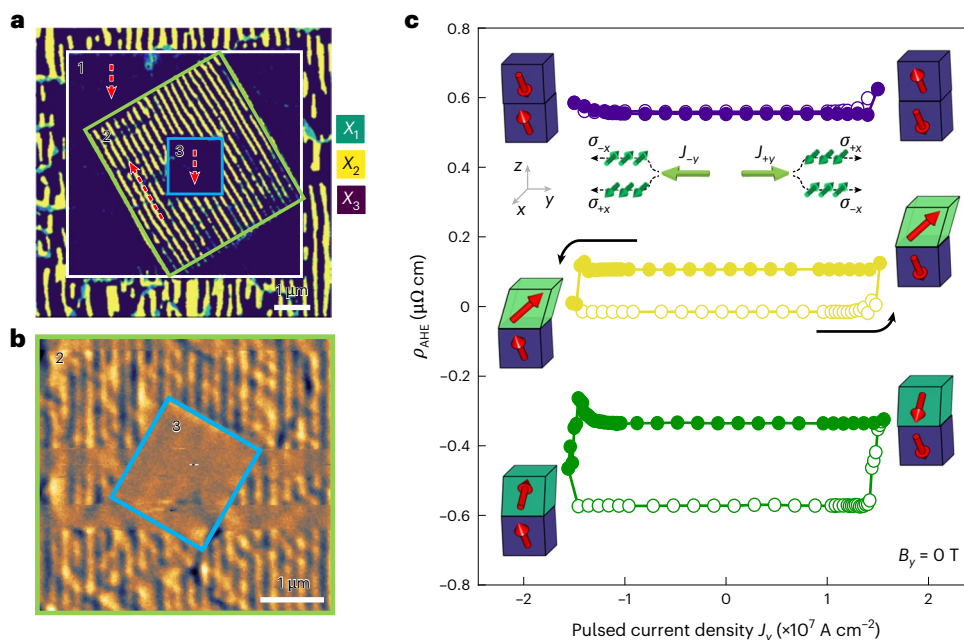 a
1
2
3
1 μm
X₁
X₂
X₃
b
2
3
1 μm
c
0.8
0.6
0.4
0.2
0
−0.2
−0.4
−0.6
−0.8
ρAHE (μΩ cm)
σ₋ₓ
σ₊ₓ
J₋y
J₊y
σ₊ₓ
σ₋ₓ
z
x
y
B_y = 0 T
−2
−1
0
1
2
Pulsed current density J_y (×10⁷ A cm⁻²)